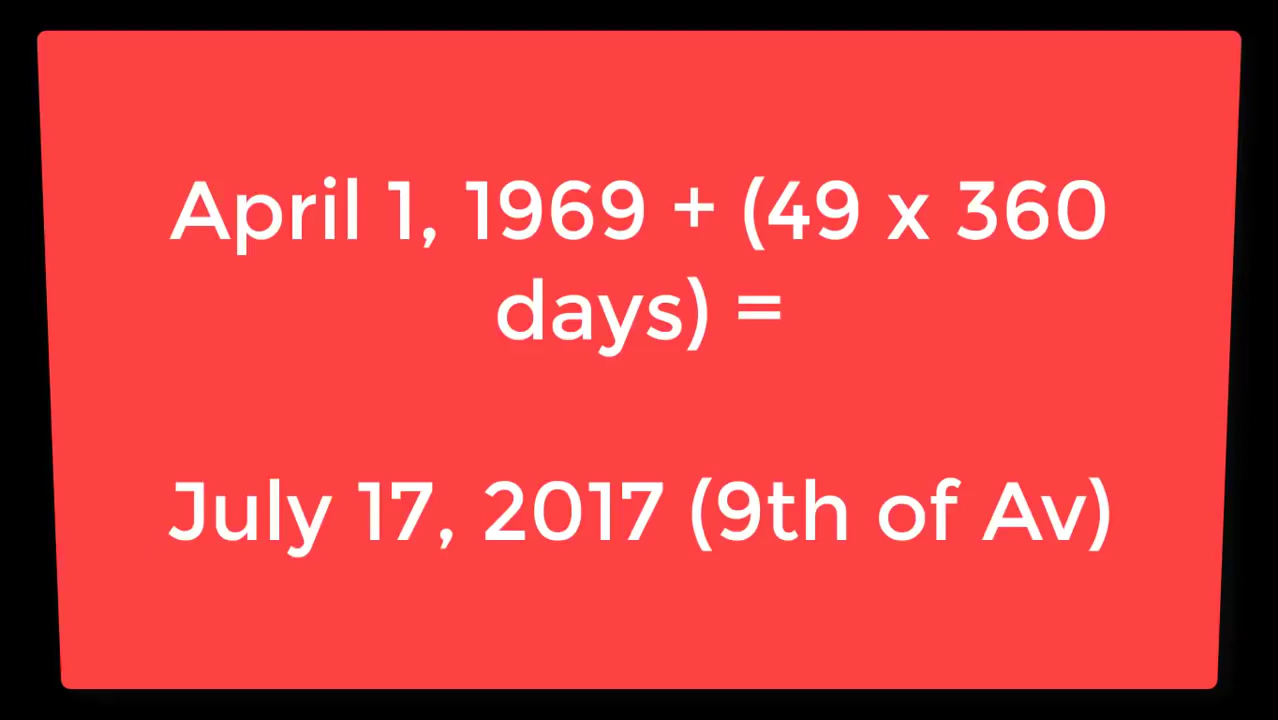 April 1, 1969 + (49 x 360
days) =
July 17, 2017 (9th of Av)